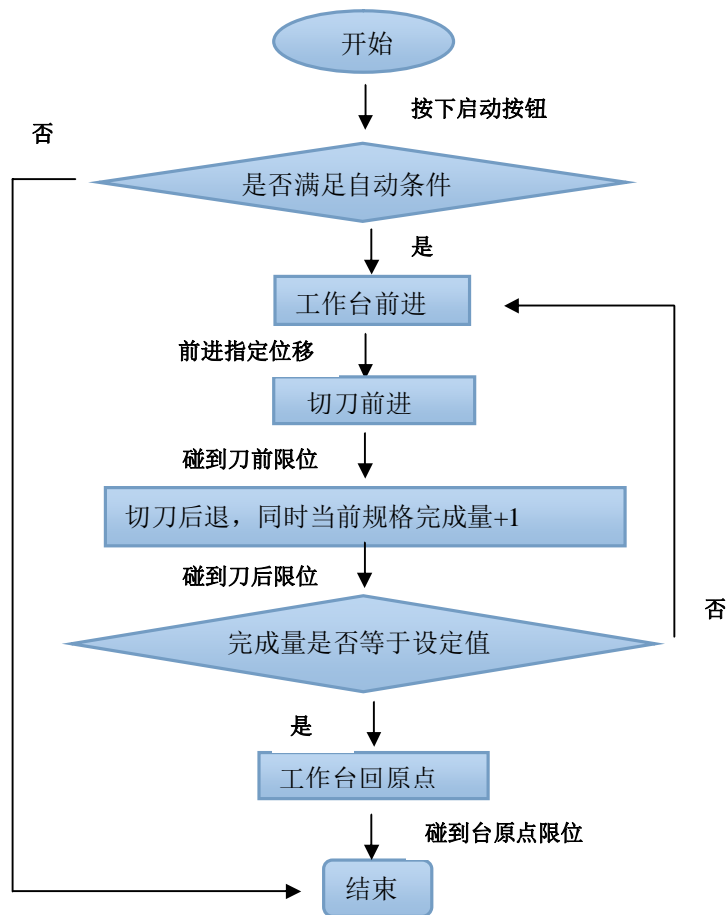 开始
按下启动按钮
否
是否满足自动条件
是
工作台前进
前进指定位移
切刀前进
碰到刀前限位
切刀后退，同时当前规格完成量+1
碰到刀后限位
否
完成量是否等于设定值
是
工作台回原点
碰到台原点限位
结束